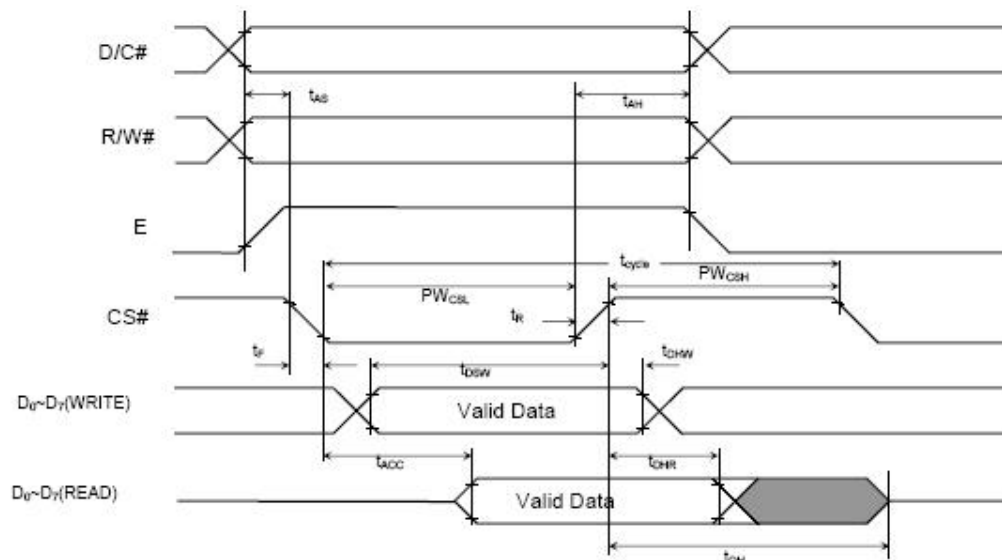 D/C#
tAS
tAH
R/W#
E
tcycle
PWCSL
PWCSH
CS#
tR
tF
tDSW
tDHW
D0~D7(WRITE)
Valid Data
tACC
tDHR
D0~D7(READ)
Valid Data